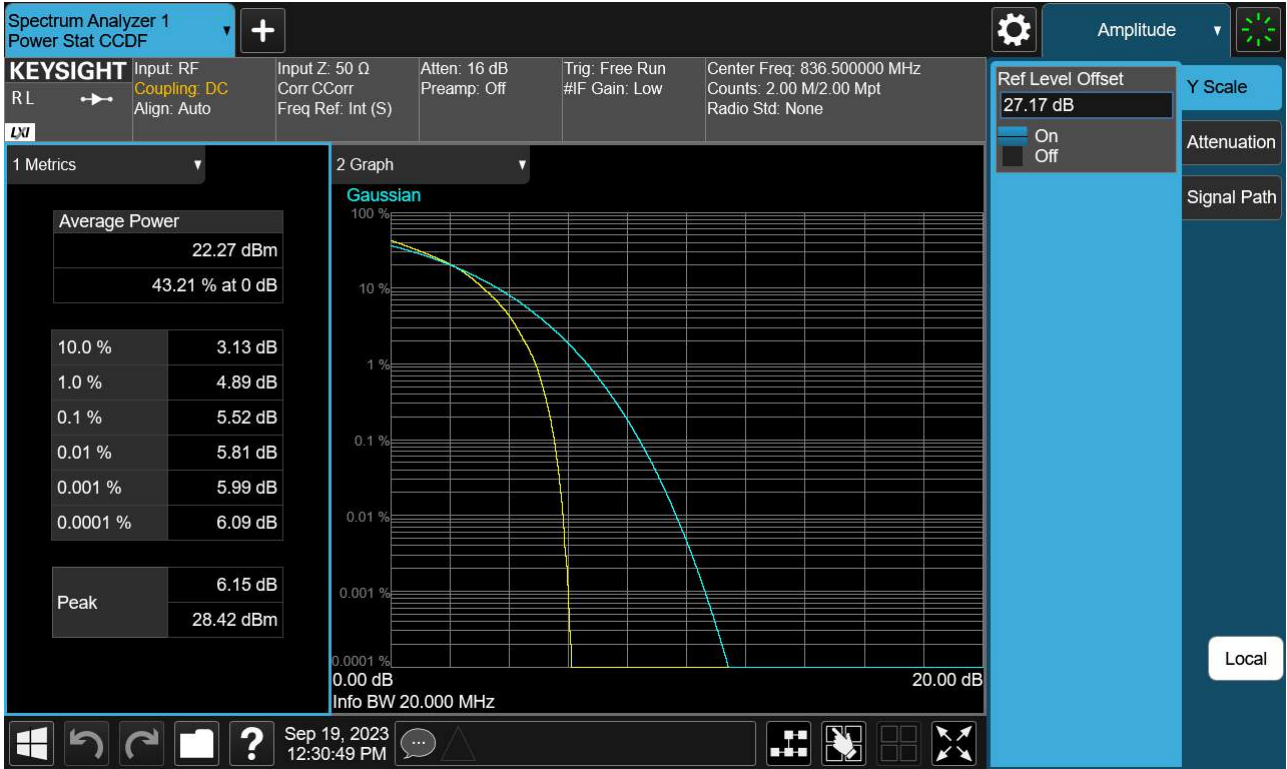 Spectrum Analyzer 1
Power Stat CCDF
+
Amplitude
KEYSIGHT
R L
LXI
Input: RF
Coupling: DC
Align: Auto
Input Z: 50 Ω
Corr CCorr
Freq Ref: Int (S)
Atten: 16 dB
Preamp: Off
Trig: Free Run
#IF Gain: Low
Center Freq: 836.500000 MHz
Counts: 2.00 M/2.00 Mpt
Radio Std: None
Ref Level Offset
27.17 dB
On
Off
Y Scale
Attenuation
Signal Path
1 Metrics
Average Power
22.27 dBm
43.21 % at 0 dB
10.0 % 3.13 dB
1.0 % 4.89 dB
0.1 % 5.52 dB
0.01 % 5.81 dB
0.001 % 5.99 dB
0.0001 % 6.09 dB
Peak 6.15 dB
28.42 dBm
2 Graph
Gaussian
100 %
10 %
1 %
0.1 %
0.01 %
0.001 %
0.0001 %
0.00 dB 20.00 dB
Info BW 20.000 MHz
Local
?
Sep 19, 2023
12:30:49 PM